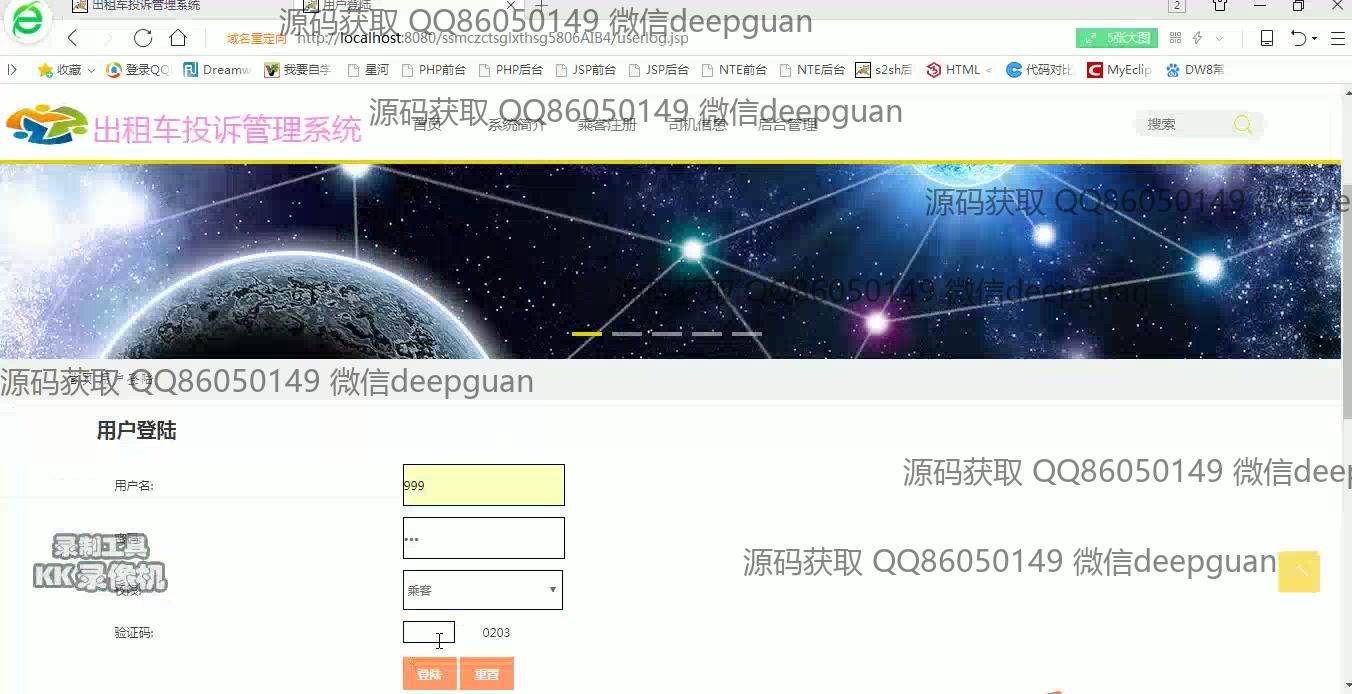 出租车投诉管理系统 用户登陆
源码获取 QQ86050149 微信deepguan
域名重定向 http://localhost:8080/ssmczctsglxthsg5806AIB4/userlog.jsp 5张大图
收藏 登录QQ Dreamw 我要自学 星河 PHP前台 PHP后台 JSP前台 JSP后台 NTE前台 NTE后台 s2sh后 HTML 代码对比 MyEclip DW8常
源码获取 QQ86050149 微信deepguan
出租车投诉管理系统 首页 系统简介 乘客注册 司机信息 后台管理 搜索
源码获取 QQ86050149 微信de
源码获取 QQ86050149 微信deepguan
源码获取 QQ86050149 微信deepguan
用户登陆
源码获取 QQ86050149 微信deep
用户名: 999
密码:
录制工具
KK录像机
源码获取 QQ86050149 微信deepguan
权限: 乘客
验证码: 0203
登陆 重置